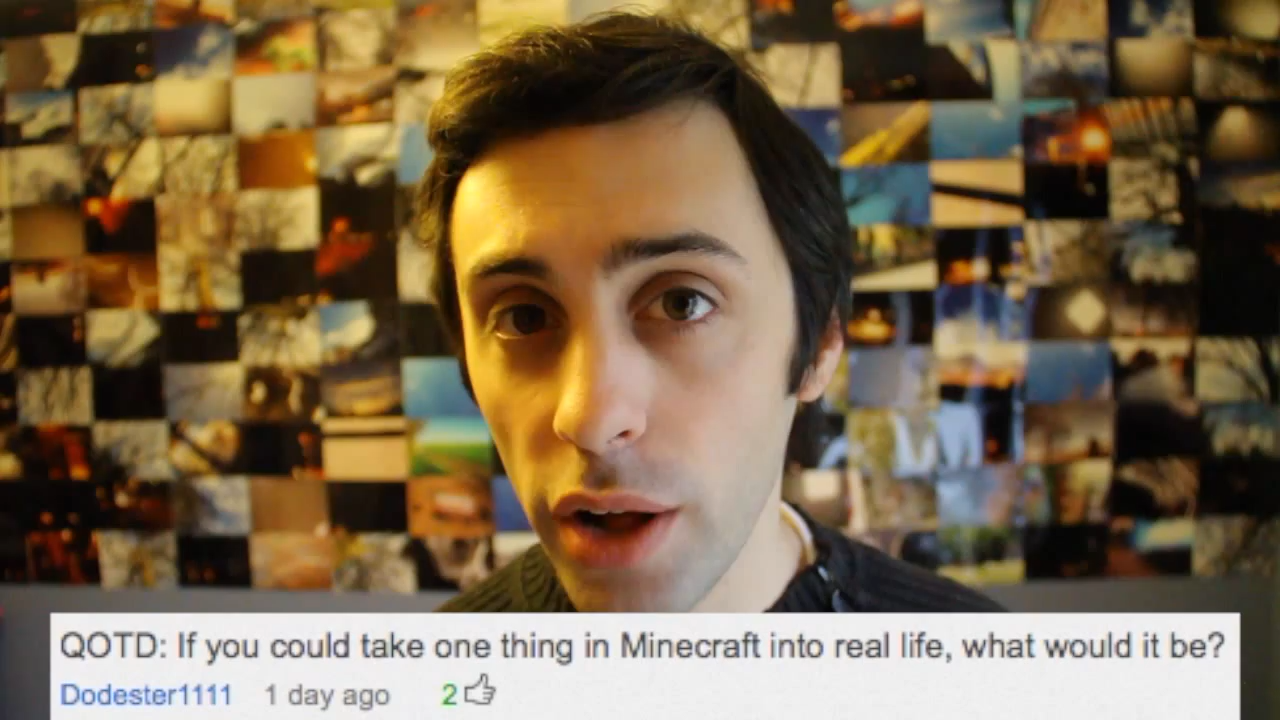 QOTD: If you could take one thing in Minecraft into real life, what would it be?
Dodester1111 1 day ago 2